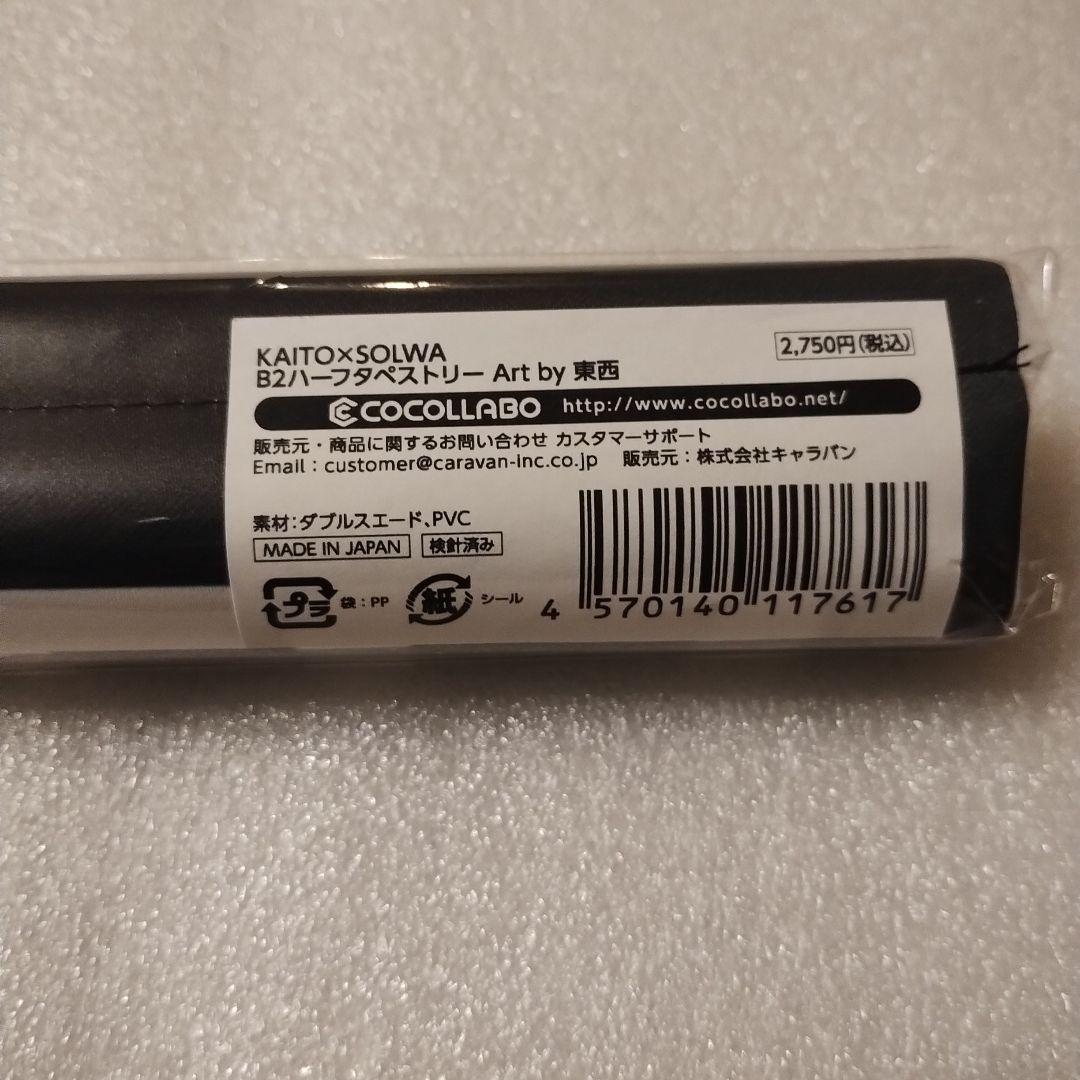 KAITO×SOLWA
2,750円(税込)
B2ハーフタペストリー Art by 東西
COCOLLABO http://www.cocollabo.net/
販売元・商品に関するお問い合わせ カスタマーサポート
Email：customer@caravan-inc.co.jp 販売元：株式会社キャラバン
素材：ダブルスエード、PVC
MADE IN JAPAN 検針済み
プラ 袋：PP 紙 シール
4 570140 117617